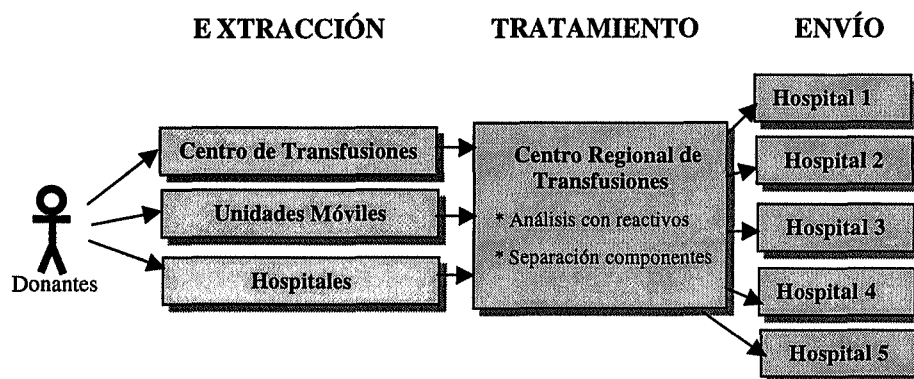 E XTRACCIÓN
TRATAMIENTO
ENVÍO
Donantes
Centro de Transfusiones
Unidades Móviles
Hospitales
Centro Regional de
Transfusiones
* Análisis con reactivos
* Separación componentes
Hospital 1
Hospital 2
Hospital 3
Hospital 4
Hospital 5